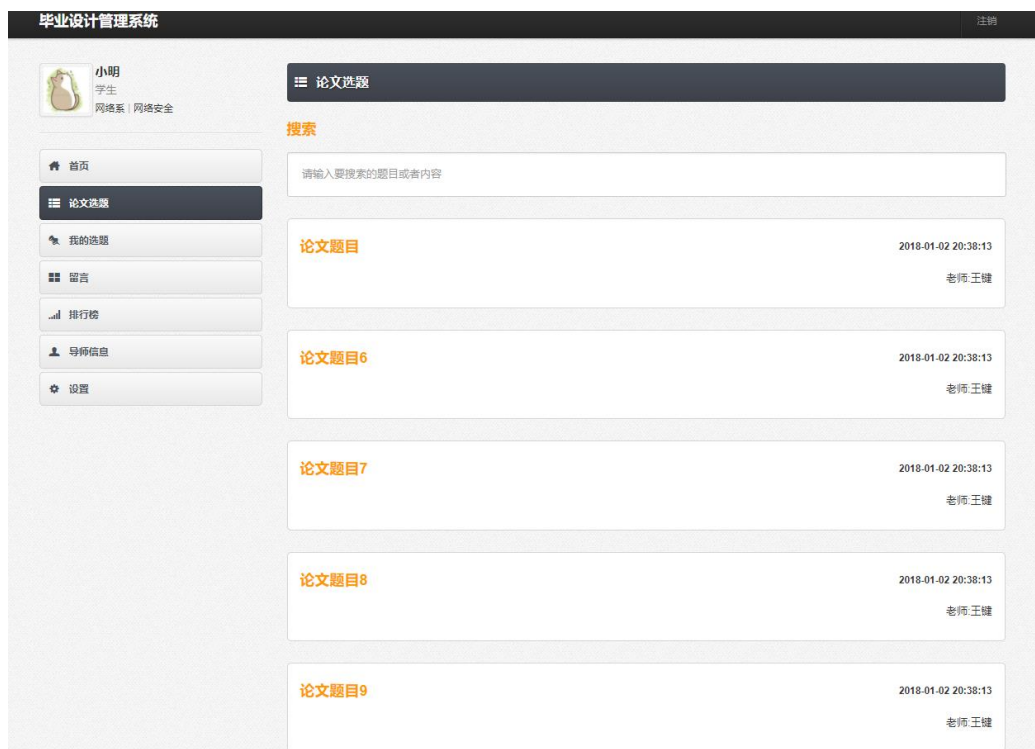 毕业设计管理系统
注销
小明
学生
网络系 | 网络安全
首页
论文选题
我的选题
留言
排行榜
导师信息
设置
论文选题
搜索
请输入要搜索的题目或者内容
论文题目
2018-01-02 20:38:13
老师:王键
论文题目6
2018-01-02 20:38:13
老师:王键
论文题目7
2018-01-02 20:38:13
老师:王键
论文题目8
2018-01-02 20:38:13
老师:王键
论文题目9
2018-01-02 20:38:13
老师:王键